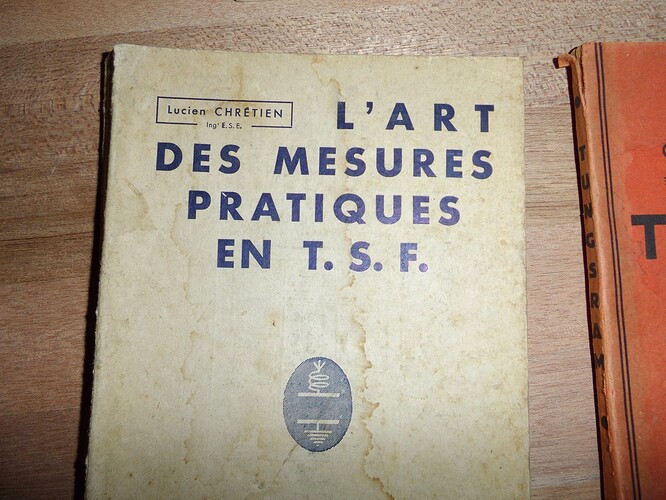 Lucien CHRÉTIEN
Ingr E.S.E.
L'ART
DES MESURES
PRATIQUES
EN T. S. F.
TUNGSRAM
T